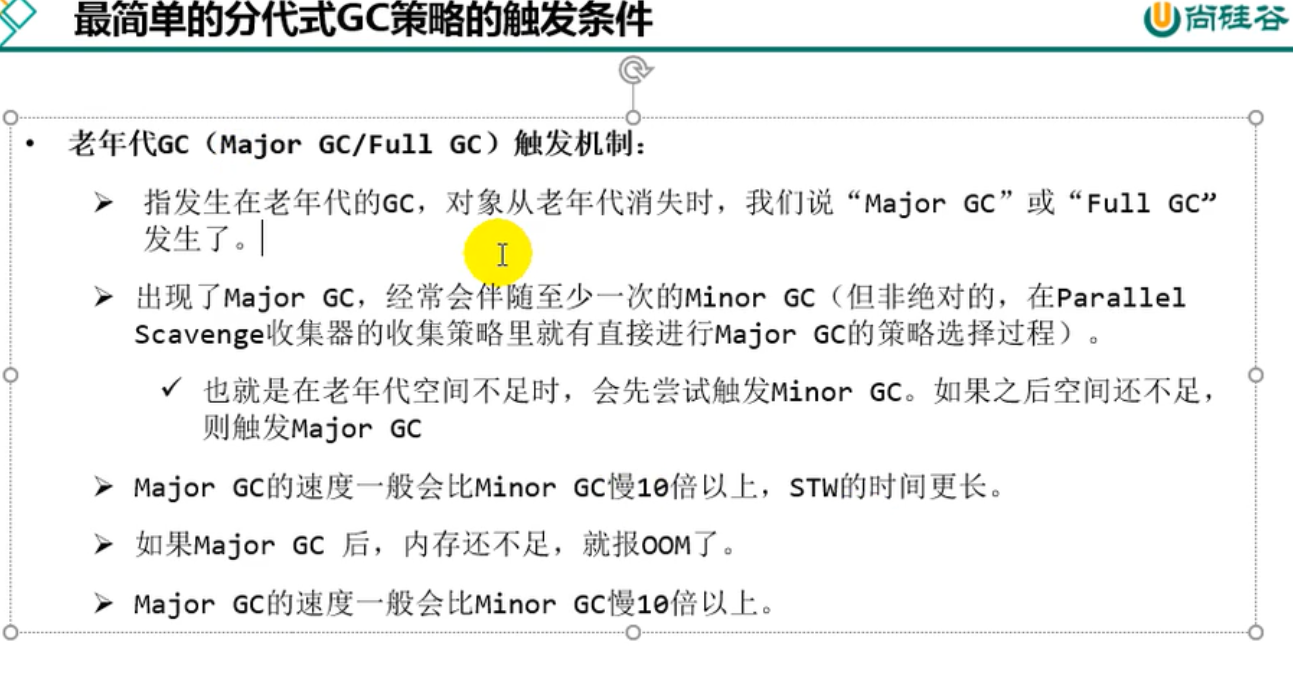 最简单的分代式GC策略的触发条件
尚硅谷
• 老年代GC（Major GC/Full GC）触发机制：
➢ 指发生在老年代的GC，对象从老年代消失时，我们说“Major GC”或“Full GC”
发生了。
➢ 出现了Major GC，经常会伴随至少一次的Minor GC（但非绝对的，在Parallel
Scavenge收集器的收集策略里就有直接进行Major GC的策略选择过程）。
✓ 也就是在老年代空间不足时，会先尝试触发Minor GC。如果之后空间还不足，
则触发Major GC
➢ Major GC的速度一般会比Minor GC慢10倍以上，STW的时间更长。
➢ 如果Major GC 后，内存还不足，就报OOM了。
➢ Major GC的速度一般会比Minor GC慢10倍以上。